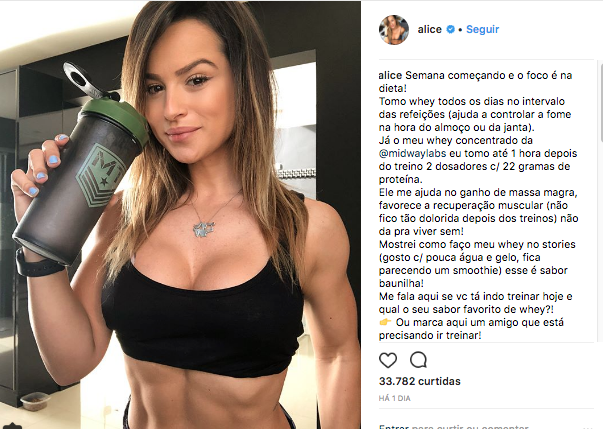 M
alice • Seguir
alice Semana começando e o foco é na
dieta!
Tomo whey todos os dias no intervalo
das refeições (ajuda a controlar a fome
na hora do almoço ou da janta).
Já o meu whey concentrado da
@midwaylabs eu tomo até 1 hora depois
do treino 2 dosadores c/ 22 gramas de
proteína.
Ele me ajuda no ganho de massa magra,
favorece a recuperação muscular (não
fico tão dolorida depois dos treinos) não
da pra viver sem!
Mostrei como faço meu whey no stories
(gosto c/ pouca água e gelo, fica
parecendo um smoothie) esse é sabor
baunilha!
Me fala aqui se vc tá indo treinar hoje e
qual o seu sabor favorito de whey?!
👉 Ou marca aqui um amigo que está
precisando ir treinar!
33.782 curtidas
HÁ 1 DIA
Entrar para curtir ou comentar.